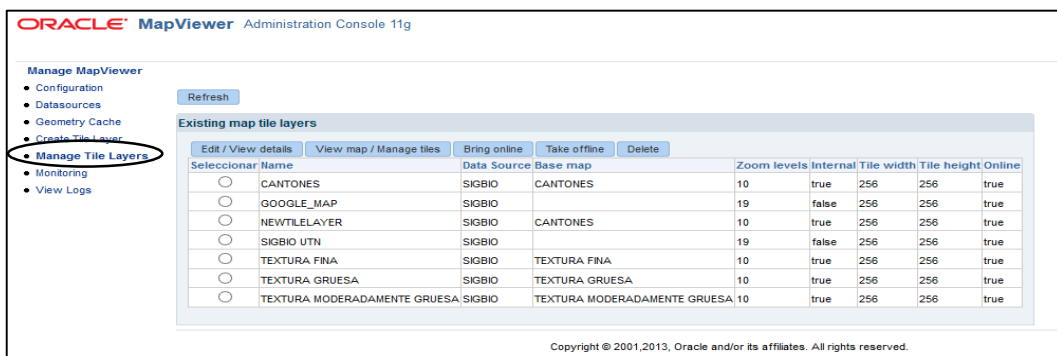 ORACLE MapViewer Administration Console 11g
Manage MapViewer
Configuration
Datasources
Geometry Cache
Create Tile Layer
Manage Tile Layers
Monitoring
View Logs
Refresh
Existing map tile layers
Edit / View details View map / Manage tiles Bring online Take offline Delete
Seleccionar Name Data Source Base map Zoom levels Internal Tile width Tile height Online
CANTONES SIGBIO CANTONES 10 true 256 256 true
GOOGLE_MAP SIGBIO 19 false 256 256 true
NEWTILELAYER SIGBIO CANTONES 10 true 256 256 true
SIGBIO UTN SIGBIO 19 false 256 256 true
TEXTURA FINA SIGBIO TEXTURA FINA 10 true 256 256 true
TEXTURA GRUESA SIGBIO TEXTURA GRUESA 10 true 256 256 true
TEXTURA MODERADAMENTE GRUESA SIGBIO TEXTURA MODERADAMENTE GRUESA 10 true 256 256 true
Copyright © 2001,2013, Oracle and/or its affiliates. All rights reserved.